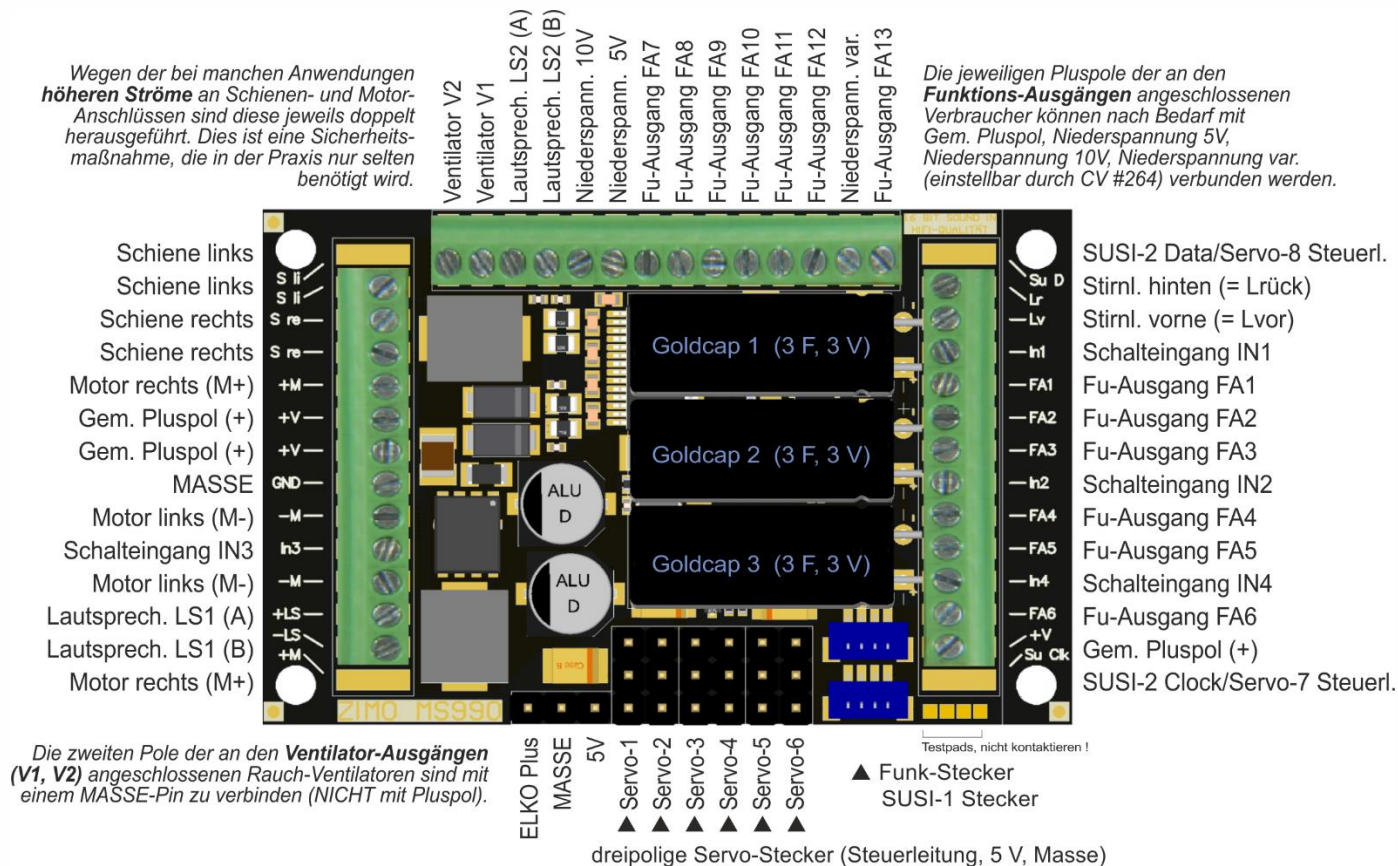 Wegen der bei manchen Anwendungen
höheren Ströme an Schienen- und Motor-
Anschlüssen sind diese jeweils doppelt
herausgeführt. Dies ist eine Sicherheits-
maßnahme, die in der Praxis nur selten
benötigt wird.
Ventilator V2
Ventilator V1
Lautsprech. LS2 (A)
Lautsprech. LS2 (B)
Niederspann. 10V
Niederspann. 5V
Fu-Ausgang FA7
Fu-Ausgang FA8
Fu-Ausgang FA9
Fu-Ausgang FA10
Fu-Ausgang FA11
Fu-Ausgang FA12
Niederspann. var.
Fu-Ausgang FA13
Die jeweiligen Pluspole der an den
Funktions-Ausgängen angeschlossenen
Verbraucher können nach Bedarf mit
Gem. Pluspol, Niederspannung 5V,
Niederspannung 10V, Niederspannung var.
(einstellbar durch CV #264) verbunden werden.
Schiene links
Schiene links
Schiene rechts
Schiene rechts
Motor rechts (M+)
Gem. Pluspol (+)
Gem. Pluspol (+)
MASSE
Motor links (M-)
Schalteingang IN3
Motor links (M-)
Lautsprech. LS1 (A)
Lautsprech. LS1 (B)
Motor rechts (M+)
S li
S li
S re
S re
+M
+V
+V
GND
-M
In3
-M
+LS
-LS
+M
16 BIT SOUND IN
HIFI-QUALITÄT
Goldcap 1 (3 F, 3 V)
Goldcap 2 (3 F, 3 V)
Goldcap 3 (3 F, 3 V)
ALU
D
ALU
D
Case B
ZIMO MS990
Su D
Lr
Lv
In1
FA1
FA2
FA3
In2
FA4
FA5
In4
FA6
+V
Su Clk
SUSI-2 Data/Servo-8 Steuerl.
Stirnl. hinten (= Lrück)
Stirnl. vorne (= Lvor)
Schalteingang IN1
Fu-Ausgang FA1
Fu-Ausgang FA2
Fu-Ausgang FA3
Schalteingang IN2
Fu-Ausgang FA4
Fu-Ausgang FA5
Schalteingang IN4
Fu-Ausgang FA6
Gem. Pluspol (+)
SUSI-2 Clock/Servo-7 Steuerl.
Die zweiten Pole der an den Ventilator-Ausgängen
(V1, V2) angeschlossenen Rauch-Ventilatoren sind mit
einem MASSE-Pin zu verbinden (NICHT mit Pluspol).
ELKO Plus
MASSE
5V
▲ Servo-1
▲ Servo-2
▲ Servo-3
▲ Servo-4
▲ Servo-5
▲ Servo-6
Testpads, nicht kontaktieren !
▲ Funk-Stecker
SUSI-1 Stecker
dreipolige Servo-Stecker (Steuerleitung, 5 V, Masse)